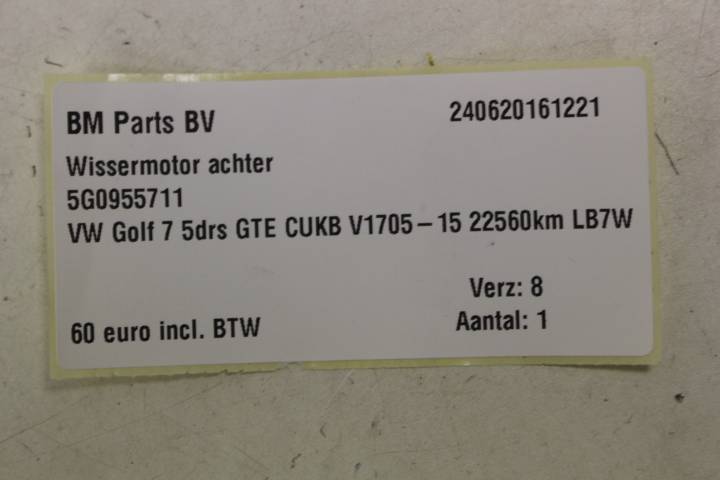 BM Parts BV 240620161221
Wissermotor achter
5G0955711
VW Golf 7 5drs GTE CUKB V1705-15 22560km LB7W
Verz: 8
60 euro incl. BTW Aantal: 1